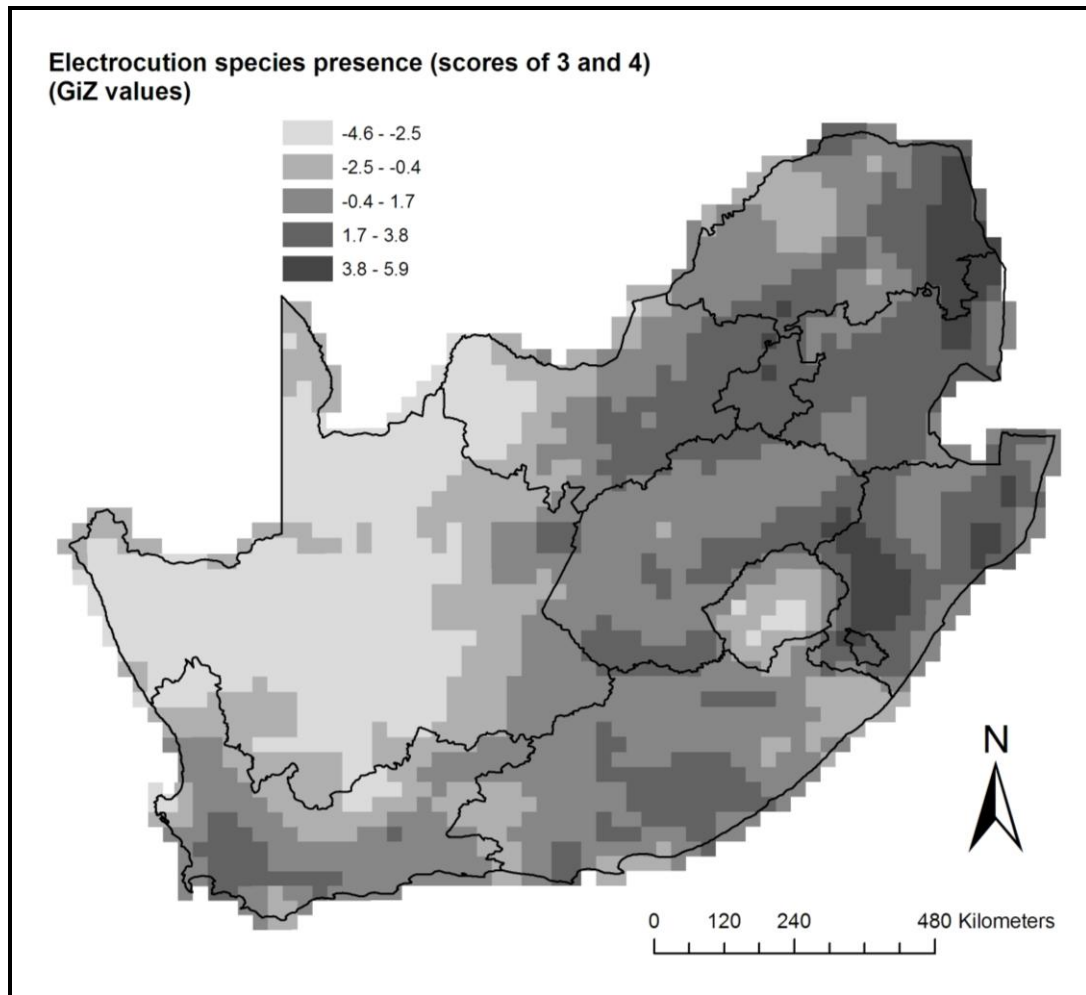 Electrocution species presence (scores of 3 and 4)
(GiZ values)
-4.6 - -2.5
-2.5 - -0.4
-0.4 - 1.7
1.7 - 3.8
3.8 - 5.9
N
0 120 240 480 Kilometers